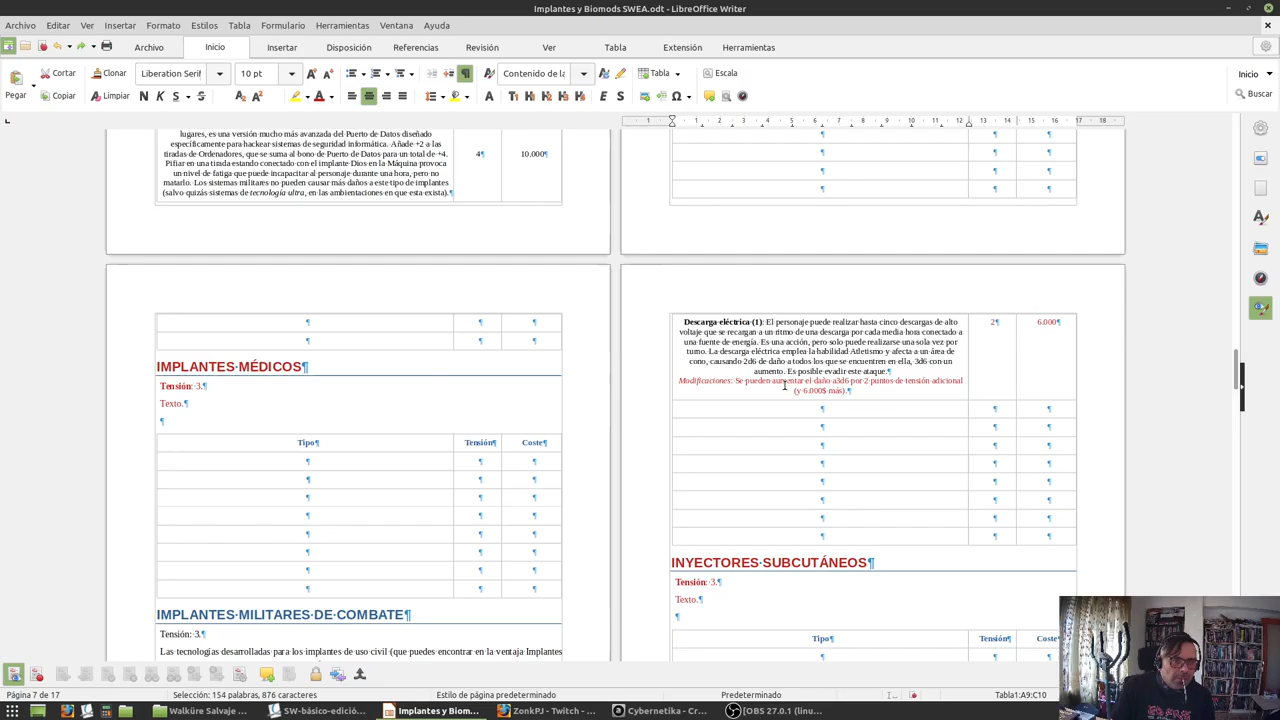 Implantes y Biomods SWEA.odt - LibreOffice Writer
Archivo Editar Ver Insertar Formato Estilos Tabla Formulario Herramientas Ventana Ayuda
Archivo Inicio Insertar Disposición Referencias Revisión Ver Tabla Extensión Herramientas
Cortar Clonar Liberation Serif 10 pt Contenido de la Tabla Escala Inicio
Pegar Copiar Limpiar Buscar
lugares, es una versión mucho más avanzada del Puerto de Datos diseñado
específicamente para hackear sistemas de seguridad informática. Añade +2 a las
tiradas de Ordenadores, que se suma al bono de Puerto de Datos para un total de +4.
Pifiar en una tirada estando conectado con el implante Dios en la Máquina provoca
un nivel de fatiga que puede incapacitar al personaje durante una hora, pero no
matarlo. Los sistemas militares no pueden causar más daños a este tipo de implantes
(salvo quizás sistemas de tecnología ultra, en las ambientaciones en que esta exista).¶
4¶ 10.000¶
IMPLANTES·MÉDICOS¶
Tensión: 3.¶
Texto.¶
¶
Tipo¶ Tensión¶ Coste¶
IMPLANTES·MILITARES·DE·COMBATE¶
Tensión:·3.¶
Las tecnologías desarrolladas para los implantes de uso civil (que puedes encontrar en la ventaja Implantes
Descarga·eléctrica·(1): El personaje puede realizar hasta cinco descargas de alto
voltaje que se recargan a un ritmo de una descarga por cada media hora conectado a
una fuente de energía. Es una acción, pero solo puede realizarse una sola vez por
turno. La descarga eléctrica emplea la habilidad Atletismo y afecta a un área de
cono, causando 2d6 de daño a todos los que se encuentren en ella, 3d6 con un
aumento. Es posible evadir este ataque.¶
Modificaciones: Se pueden aumentar el daño a3d6 por 2 puntos de tensión adicional
(y 6.000$ más).¶
2¶ 6.000¶
INYECTORES·SUBCUTÁNEOS¶
Tensión: 3.¶
Texto.¶
¶
Tipo¶ Tensión¶ Coste¶
Página 7 de 17 Selección: 154 palabras, 876 caracteres Estilo de página predeterminado Predeterminado Tabla1:A9:C10
Walküre Salvaje SW-básico-edició... Implantes y Biom... ZonkPJ - Twitch - ... Cybernetika - Cr... [OBS 27.0.1 (linu...